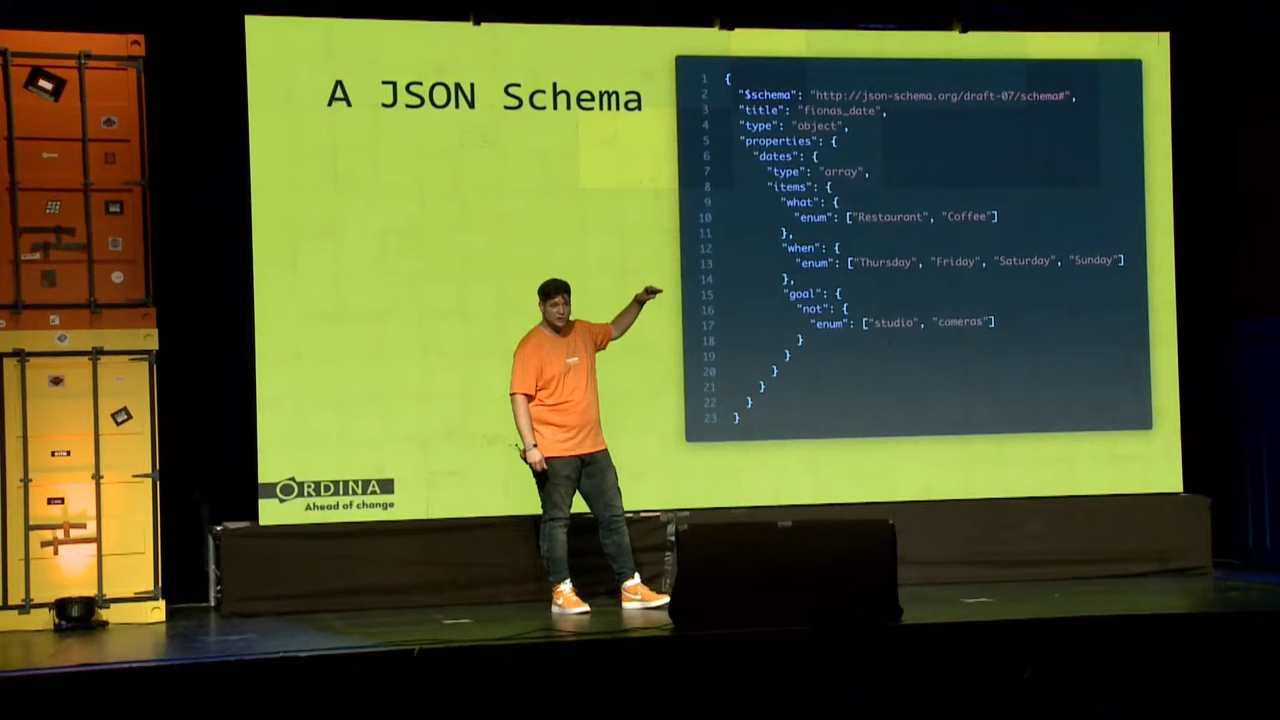 A JSON Schema
1 {
2 "$schema": "http://json-schema.org/draft-07/schema#",
3 "title": "fionas_date",
4 "type": "object",
5 "properties": {
6 "dates": {
7 "type": "array",
8 "items": {
9 "what": {
10 "enum": ["Restaurant", "Coffee"]
11 },
12 "when": {
13 "enum": ["Thursday", "Friday", "Saturday", "Sunday"]
14 },
15 "goal": {
16 "not": {
17 "enum": ["studio", "cameras"]
18 }
19 }
20 }
21 }
22 }
23 }
ORDINA
Ahead of change